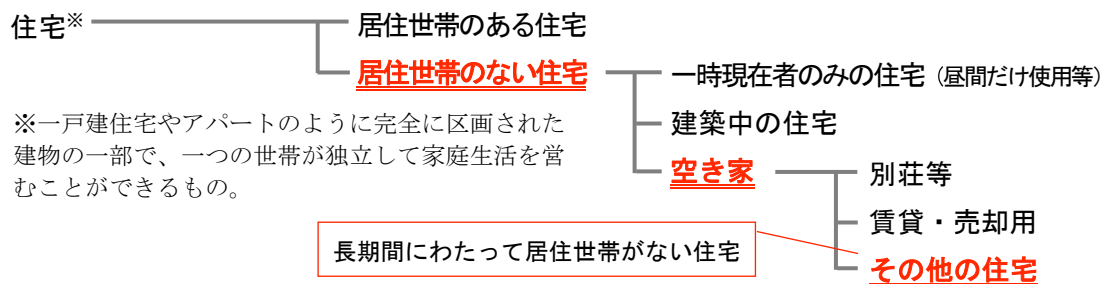 住宅※
居住世帯のある住宅
居住世帯のない住宅
一時現在者のみの住宅（昼間だけ使用等）
※一戸建住宅やアパートのように完全に区画された
建物の一部で、一つの世帯が独立して家庭生活を営
むことができるもの。
建築中の住宅
空き家
別荘等
賃貸・売却用
長期間にわたって居住世帯がない住宅
その他の住宅